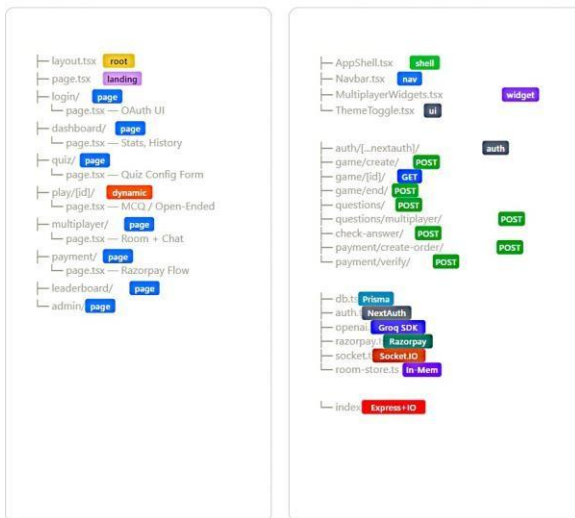 ├─ layout.tsx root
├─ page.tsx landing
├─ login/ page
└─ page.tsx — OAuth UI
├─ dashboard/ page
└─ page.tsx — Stats, History
├─ quiz/ page
└─ page.tsx — Quiz Config Form
├─ play/[id]/ dynamic
└─ page.tsx — MCQ / Open-Ended
├─ multiplayer/ page
└─ page.tsx — Room + Chat
├─ payment/ page
└─ page.tsx — Razorpay Flow
├─ leaderboard/ page
└─ admin/ page
├─ AppShell.tsx shell
├─ Navbar.tsx nav
├─ MultiplayerWidgets.tsx widget
└─ ThemeToggle.tsx ui
├─ auth/[...nextauth]/ auth
├─ game/create/ POST
├─ game/[id]/ GET
├─ game/end/ POST
├─ questions/ POST
├─ questions/multiplayer/ POST
├─ check-answer/ POST
├─ payment/create-order/ POST
└─ payment/verify/ POST
├─ db.ts Prisma
├─ auth.t NextAuth
├─ openai. Groq SDK
├─ razorpay.t Razorpay
├─ socket.t Socket.IO
└─ room-store.ts In-Mem
└─ index Express+IO